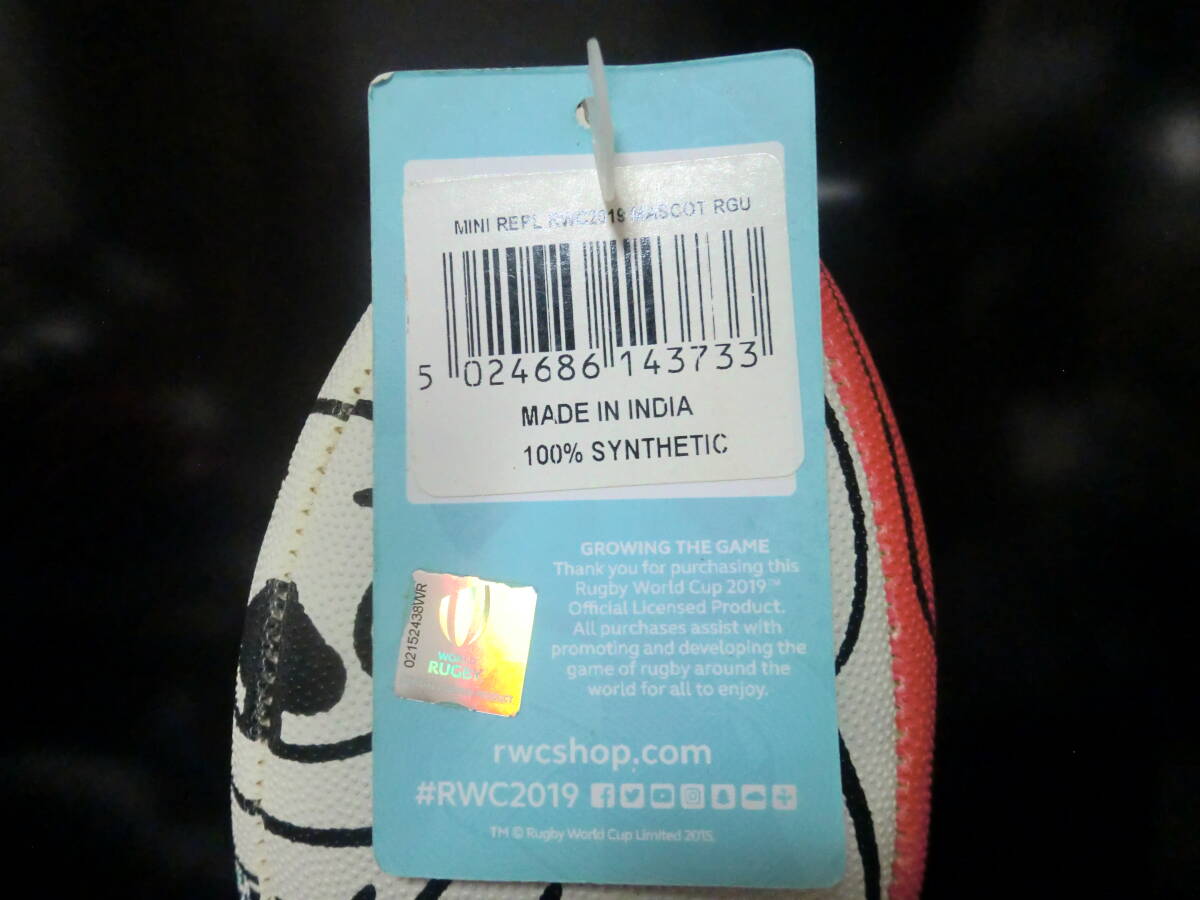 MINI REPL RWC2019 MASCOT RGU
5 024686 143733
MADE IN INDIA
100% SYNTHETIC
GROWING THE GAME
Thank you for purchasing this
Rugby World Cup 2019™
Official Licensed Product.
All purchases assist with
promoting and developing the
game of rugby around the
world for all to enjoy.
02152438WR
WORLD
RUGBY
rwcshop.com
#RWC2019
TM © Rugby World Cup Limited 2015.